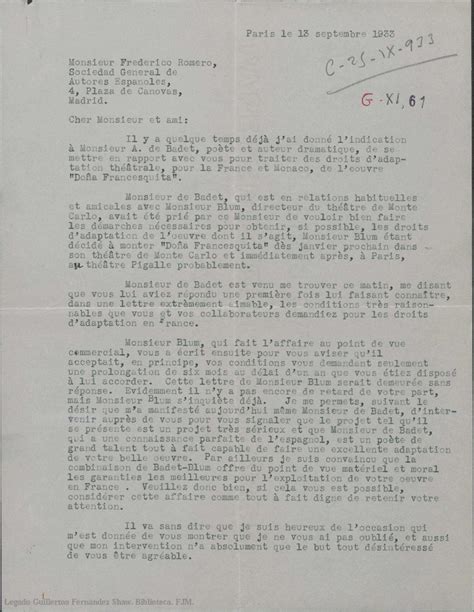 Paris le 13 septembre 1933
C-25-IX-933
G-XI, 61
Monsieur Frederico Romero,
Sociedad General de
Autores Espanoles,
4, Plaza de Canovas,
Madrid.
Cher Monsieur et ami:
Il y a quelque temps déjà j'ai donné l'indication
à Monsieur A. de Badet, poète et auteur dramatique, de se
mettre en rapport avec vous pour traiter des droits d'adap-
tation théâtrale, pour la France et Monaco, de l'oeuvre
"Doña Francesquita".
Monsieur de Badet, qui est en relations habituelles
et amicales avec Monsieur Blum, directeur du théâtre de Monte
Carlo, avait été prié par ce Monsieur de vouloir bien faire
les démarches nécessaires pour obtenir, si possible, les droits
d'adaptation de l'oeuvre dont il s'agit, Monsieur Blum étant
décidé à monter "Doña Francesquita" dès janvier prochain dans
son théâtre de Monte Carlo et immédiatement après, à Paris,
au théâtre Pigalle probablement.
Monsieur de Badet est venu me trouver ce matin, me disant
que vous lui aviez répondu une première fois lui faisant connaître,
dans une lettre extrêmement aimable, les conditions très raison-
nables que vous et vos collaborateurs demandiez pour les droits
d'adaptation en France.
Monsieur Blum, qui fait l'affaire au point de vue
commercial, vous a écrit ensuite pour vous aviser qu'il
acceptait, en principe, vos conditions vous demandant seulement
une prolongation de six mois au délai d'un an que vous étiez disposé
à lui accorder. Cette lettre de Monsieur Blum serait demeurée sans
réponse. Evidemment il n'y a pas encore de retard de votre part,
mais Monsieur Blum s'inquiète déjà. Je me permets, suivant le
désir que m'a manifesté aujourd'hui même Monsieur de Badet, d'inter-
venir auprès de vous pour vous signaler que le projet tel qu'il
se présente est un projet très sérieux et que Monsieur de Badet,
qui a une connaissance parfaite de l'espagnol, est un poète de
grand talent tout à fait capable de faire une excellente adaptation
de votre belle oeuvre. Par ailleurs je suis convaincu que la
combinaison de Badet-Blum offre du point de vue matériel et moral
les garanties les meilleures pour l'exploitation de votre oeuvre
en France . Veuillez donc bien, si cela vous est possible,
considérer cette affaire comme tout à fait digne de retenir votre
attention.
Il va sans dire que je suis heureux de l'occasion qui
m'est donnée de vous montrer que je ne vous ai pas oublié, et aussi
que mon intervention n'a absolument que le but tout désintéressé
de vous être agréable.
Legado Guillermo Fernández Shaw. Biblioteca. FJM.